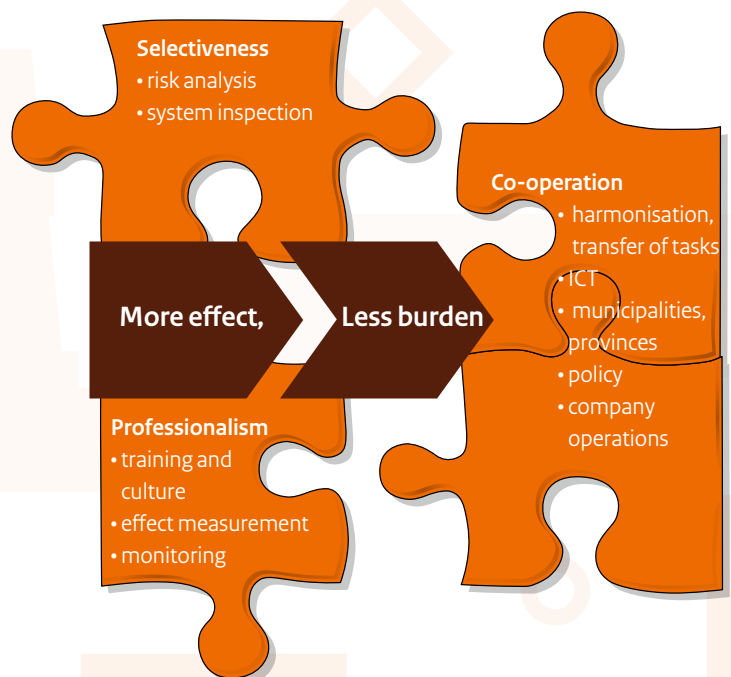 Selectiveness
• risk analysis
• system inspection
More effect,
Less burden
Professionalism
• training and
culture
• effect measurement
• monitoring
Co-operation
• harmonisation,
transfer of tasks
• ICT
• municipalities,
provinces
• policy
• company
operations